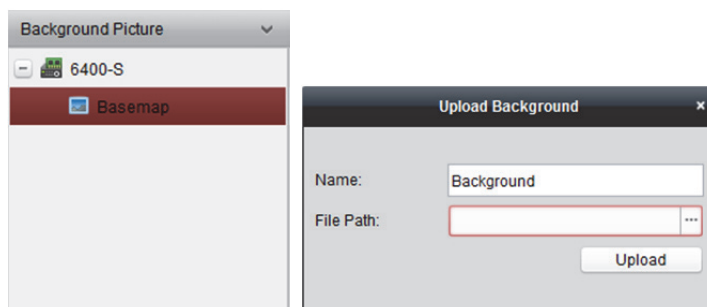 Background Picture
6400-S
Basemap
Upload Background
Name:
Background
File Path:
Upload